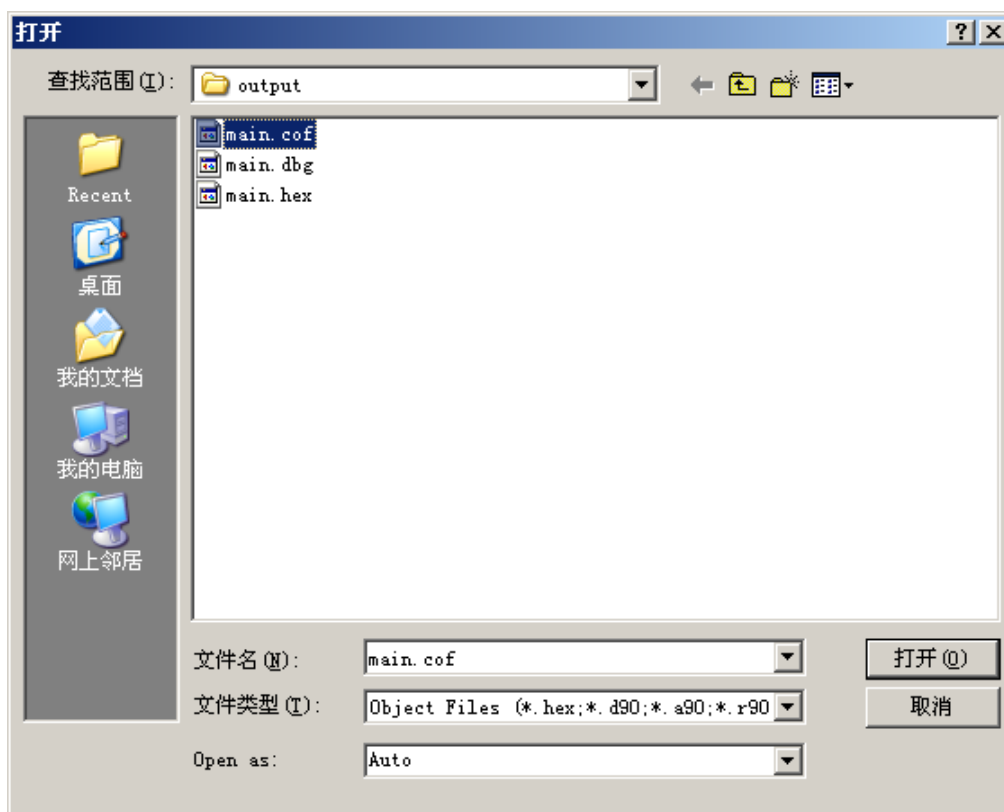 打开
查找范围(I):
output
Recent
桌面
我的文档
我的电脑
网上邻居
main.cof
main.dbg
main.hex
文件名(N):
main.cof
打开(O)
文件类型(T):
Object Files (*.hex;*.d90;*.a90;*.r90
取消
Open as:
Auto